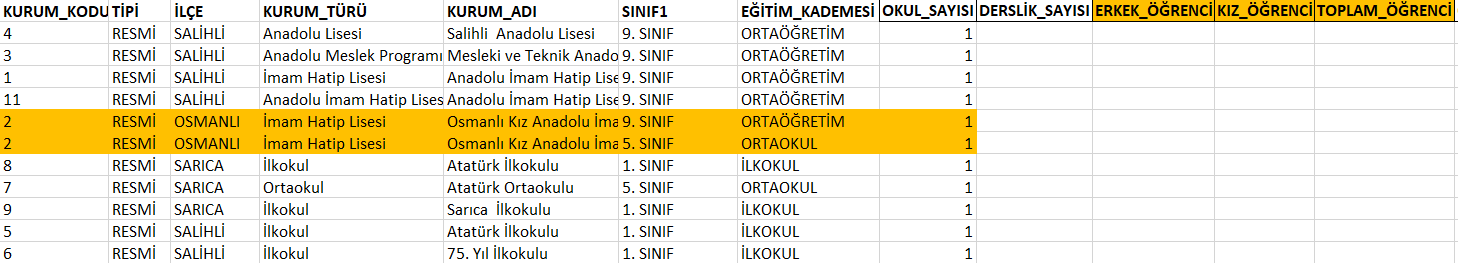 KURUM_KODU TİPİ İLÇE KURUM_TÜRÜ KURUM_ADI SINIF1 EĞİTİM_KADEMESİ OKUL_SAYISI DERSLİK_SAYISI ERKEK_ÖĞRENCİ KIZ_ÖĞRENCİ TOPLAM_ÖĞRENCİ
4 RESMİ SALİHLİ Anadolu Lisesi Salihli Anadolu Lisesi 9. SINIF ORTAÖĞRETİM 1
3 RESMİ SALİHLİ Anadolu Meslek Programı Mesleki ve Teknik Anado 9. SINIF ORTAÖĞRETİM 1
1 RESMİ SALİHLİ İmam Hatip Lisesi Anadolu İmam Hatip Lise 9. SINIF ORTAÖĞRETİM 1
11 RESMİ SALİHLİ Anadolu İmam Hatip Lises Anadolu İmam Hatip Lise 9. SINIF ORTAÖĞRETİM 1
2 RESMİ OSMANLI İmam Hatip Lisesi Osmanlı Kız Anadolu İma 9. SINIF ORTAÖĞRETİM 1
2 RESMİ OSMANLI İmam Hatip Lisesi Osmanlı Kız Anadolu İma 5. SINIF ORTAOKUL 1
8 RESMİ SARICA İlkokul Atatürk İlkokulu 1. SINIF İLKOKUL 1
7 RESMİ SARICA Ortaokul Atatürk Ortaokulu 5. SINIF ORTAOKUL 1
9 RESMİ SARICA İlkokul Sarıca İlkokulu 1. SINIF İLKOKUL 1
5 RESMİ SALİHLİ İlkokul Atatürk İlkokulu 1. SINIF İLKOKUL 1
6 RESMİ SALİHLİ İlkokul 75. Yıl İlkokulu 1. SINIF İLKOKUL 1